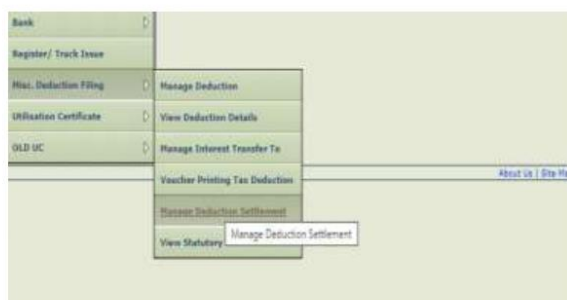 Bank
Register/ Track Issue
Misc. Deduction Filing
Utilisation Certificate
OLD UC
Manage Deduction
View Deduction Details
Manage Interest Transfer To
Voucher Printing Tax Deduction
Manage Deduction Settlement
Manage Deduction Settlement
View Statutory
About Us | Site